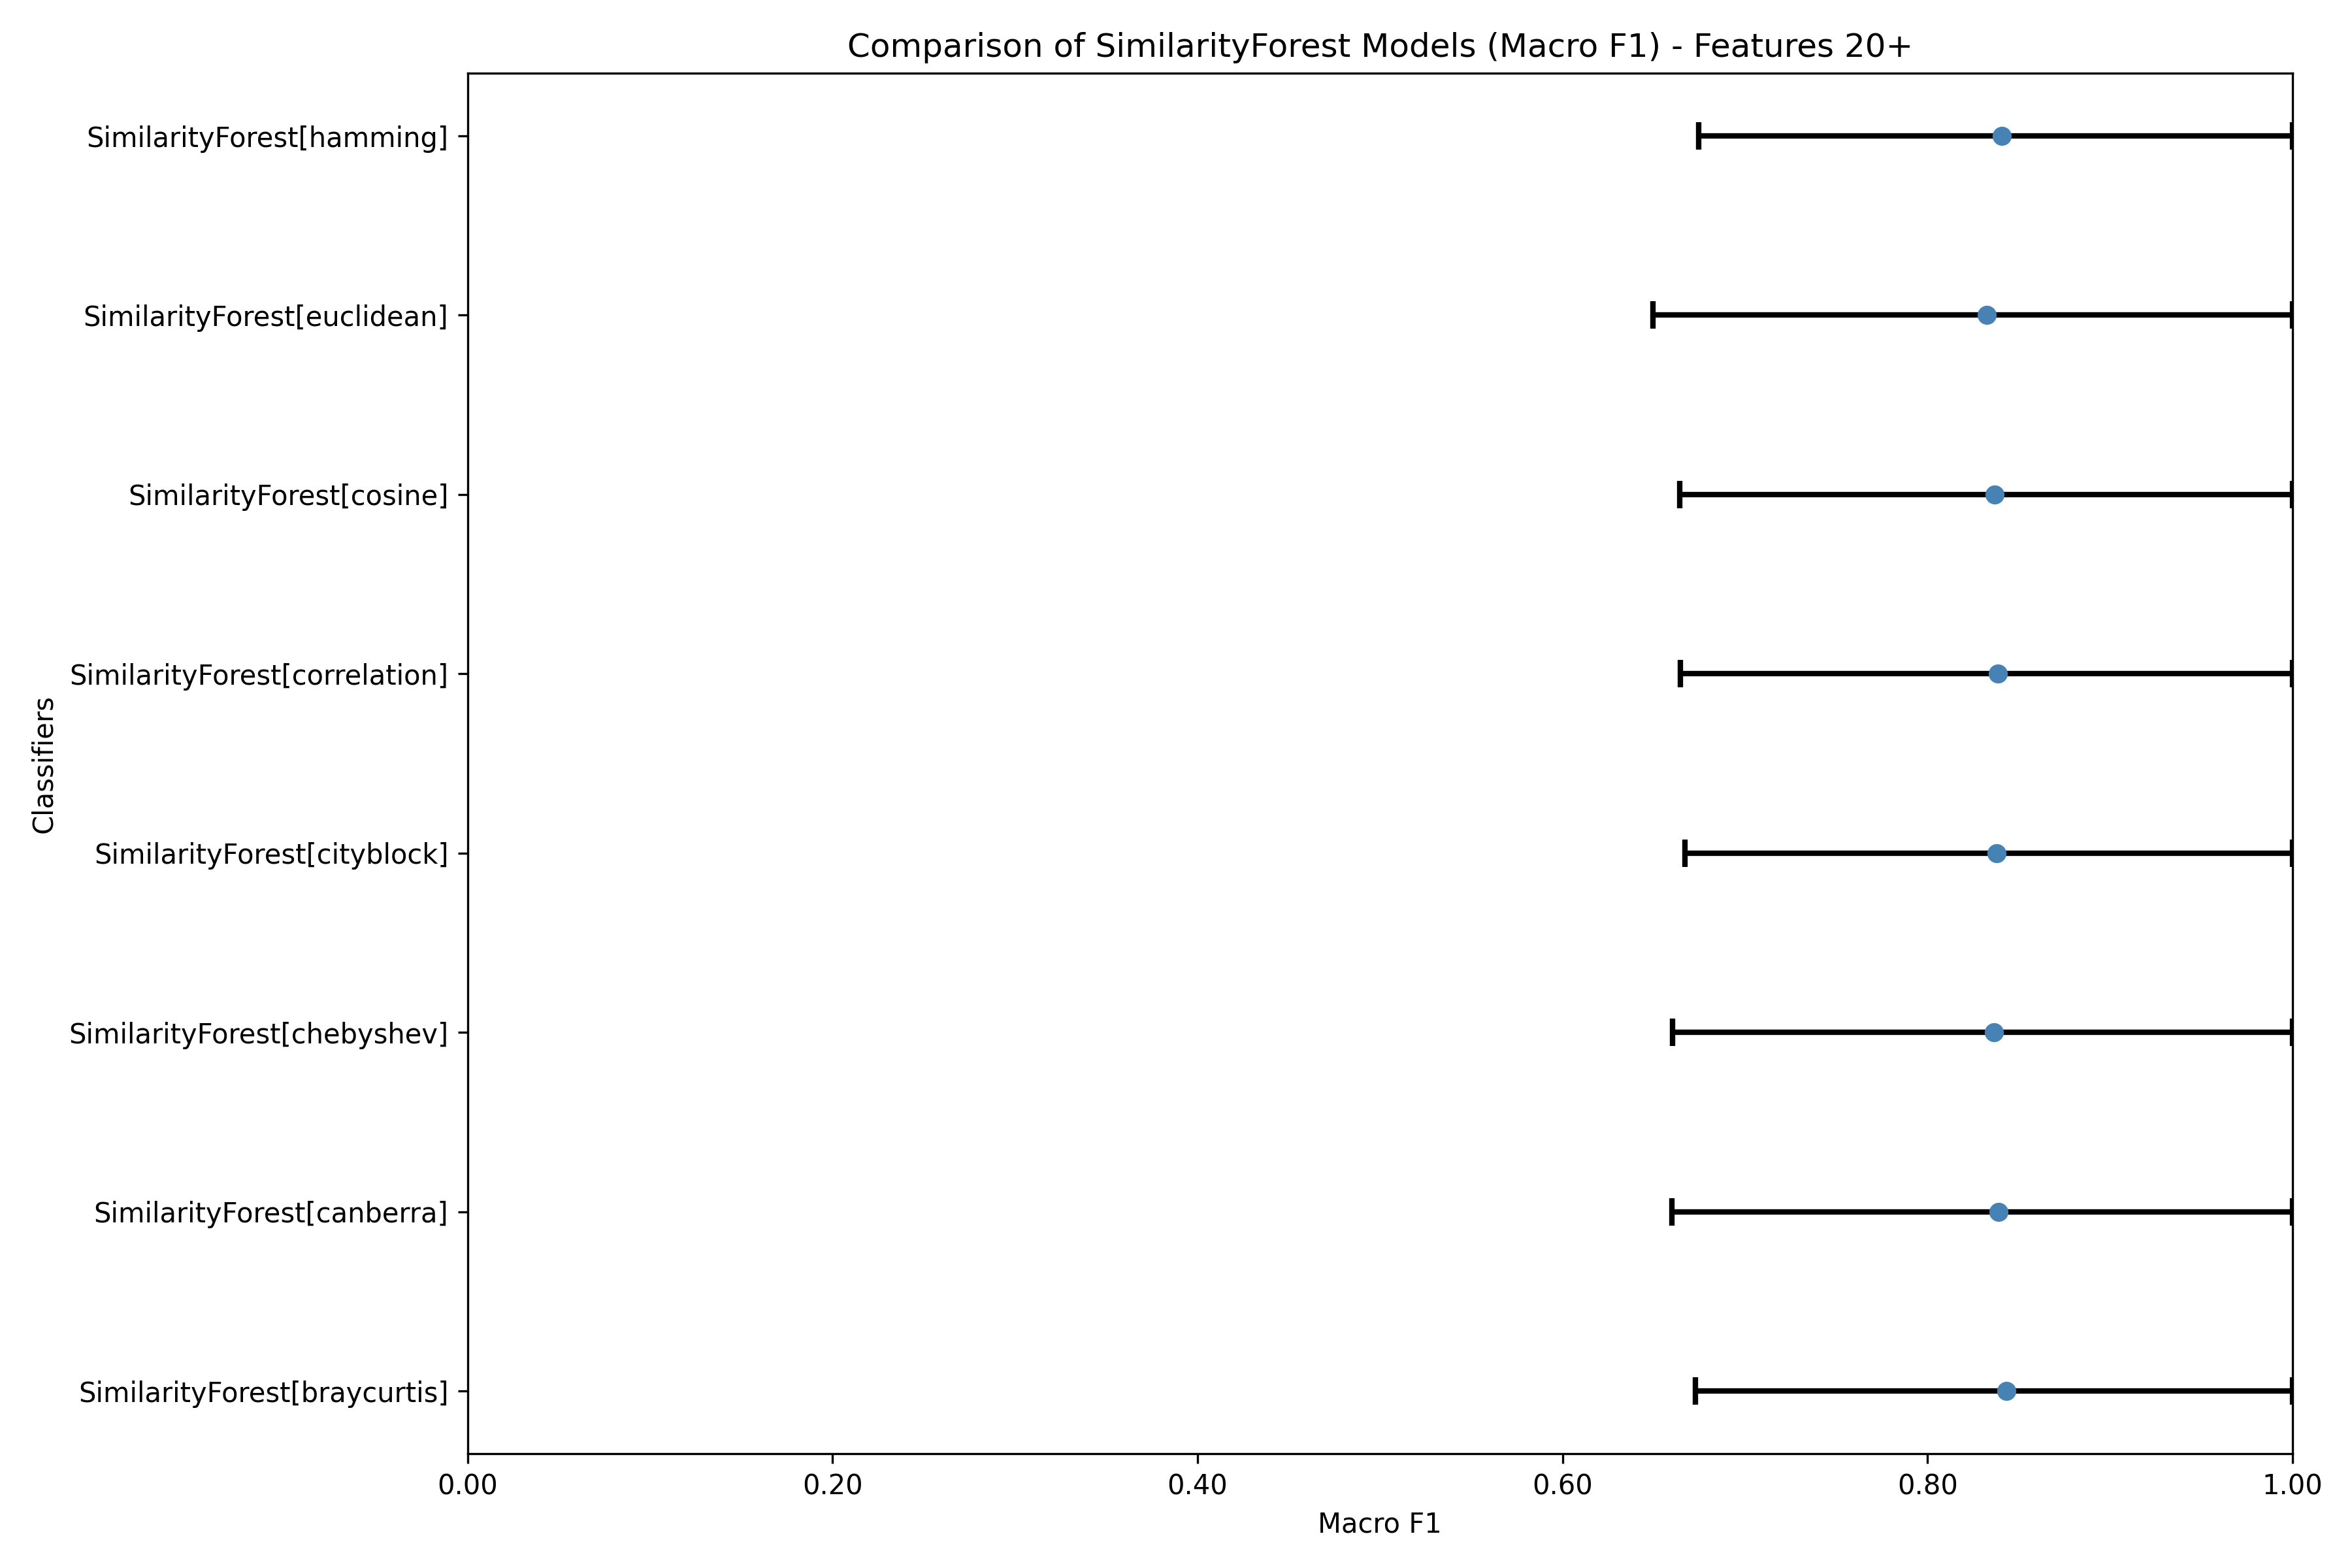 Comparison of SimilarityForest Models (Macro F1) - Features 20+
SimilarityForest[hamming]
SimilarityForest[euclidean]
SimilarityForest[cosine]
SimilarityForest[correlation]
SimilarityForest[cityblock]
SimilarityForest[chebyshev]
SimilarityForest[canberra]
SimilarityForest[braycurtis]
Classifiers
0.00 0.20 0.40 0.60 0.80 1.00
Macro F1